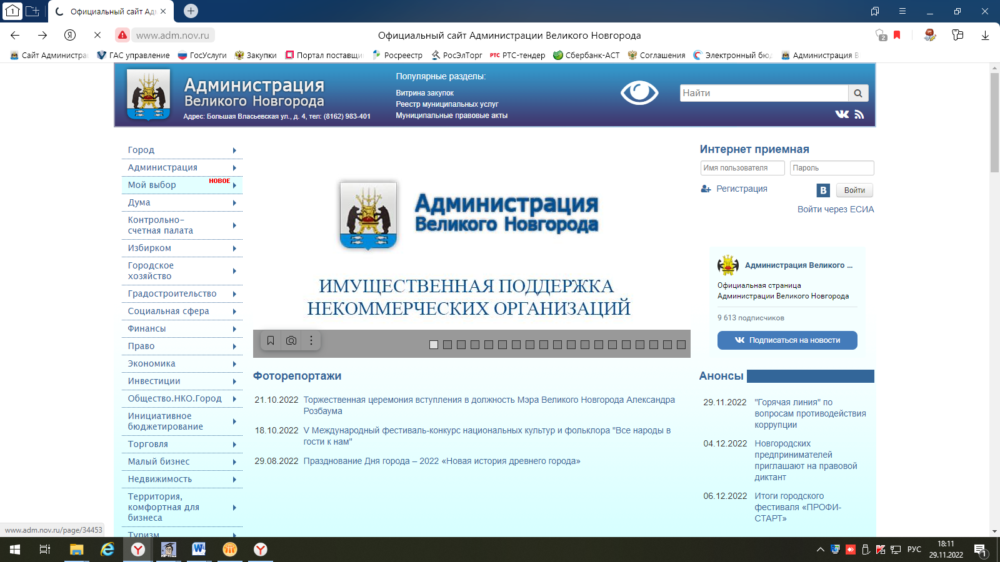 1
Официальный сайт Адм
www.adm.nov.ru
Официальный сайт Администрации Великого Новгорода
2
Сайт Администрац
ГАС управление
ГосУслуги
Закупки
Портал поставщи
Росреестр
РосЭлТорг
РТС РТС-тендер
Сбербанк-АСТ
Соглашения
Электронный бюд
Администрация В
Администрация
Великого Новгорода
Адрес: Большая Власьевская ул., д. 4, тел: (8162) 983-401
Популярные разделы:
Витрина закупок
Реестр муниципальных услуг
Муниципальные правовые акты
Найти
Город
Администрация
Мой выбор НОВОЕ
Дума
Контрольно-
счетная палата
Избирком
Городское
хозяйство
Градостроительство
Социальная сфера
Финансы
Право
Экономика
Инвестиции
Общество.НКО.Город
Инициативное
бюджетирование
Торговля
Малый бизнес
Недвижимость
Территория,
комфортная для
бизнеса
Туризм
Администрация
Великого Новгорода
ИМУЩЕСТВЕННАЯ ПОДДЕРЖКА
НЕКОММЕРЧЕСКИХ ОРГАНИЗАЦИЙ
Фоторепортажи
21.10.2022 Торжественная церемония вступления в должность Мэра Великого Новгорода Александра
Розбаума
18.10.2022 V Международный фестиваль-конкурс национальных культур и фольклора "Все народы в
гости к нам"
29.08.2022 Празднование Дня города – 2022 «Новая история древнего города»
Интернет приемная
Имя пользователя
Пароль
Регистрация
В
Войти
Войти через ЕСИА
Администрация Великого ...
Официальная страница
Администрации Великого Новгорода
9 613 подписчиков
Подписаться на новости
Анонсы
29.11.2022 "Горячая линия" по
вопросам противодействия
коррупции
04.12.2022 Новгородских
предпринимателей
приглашают на правовой
диктант
06.12.2022 Итоги городского
фестиваля «ПРОФИ-
СТАРТ»
www.adm.nov.ru/page/34453
РУС
18:11
29.11.2022
1